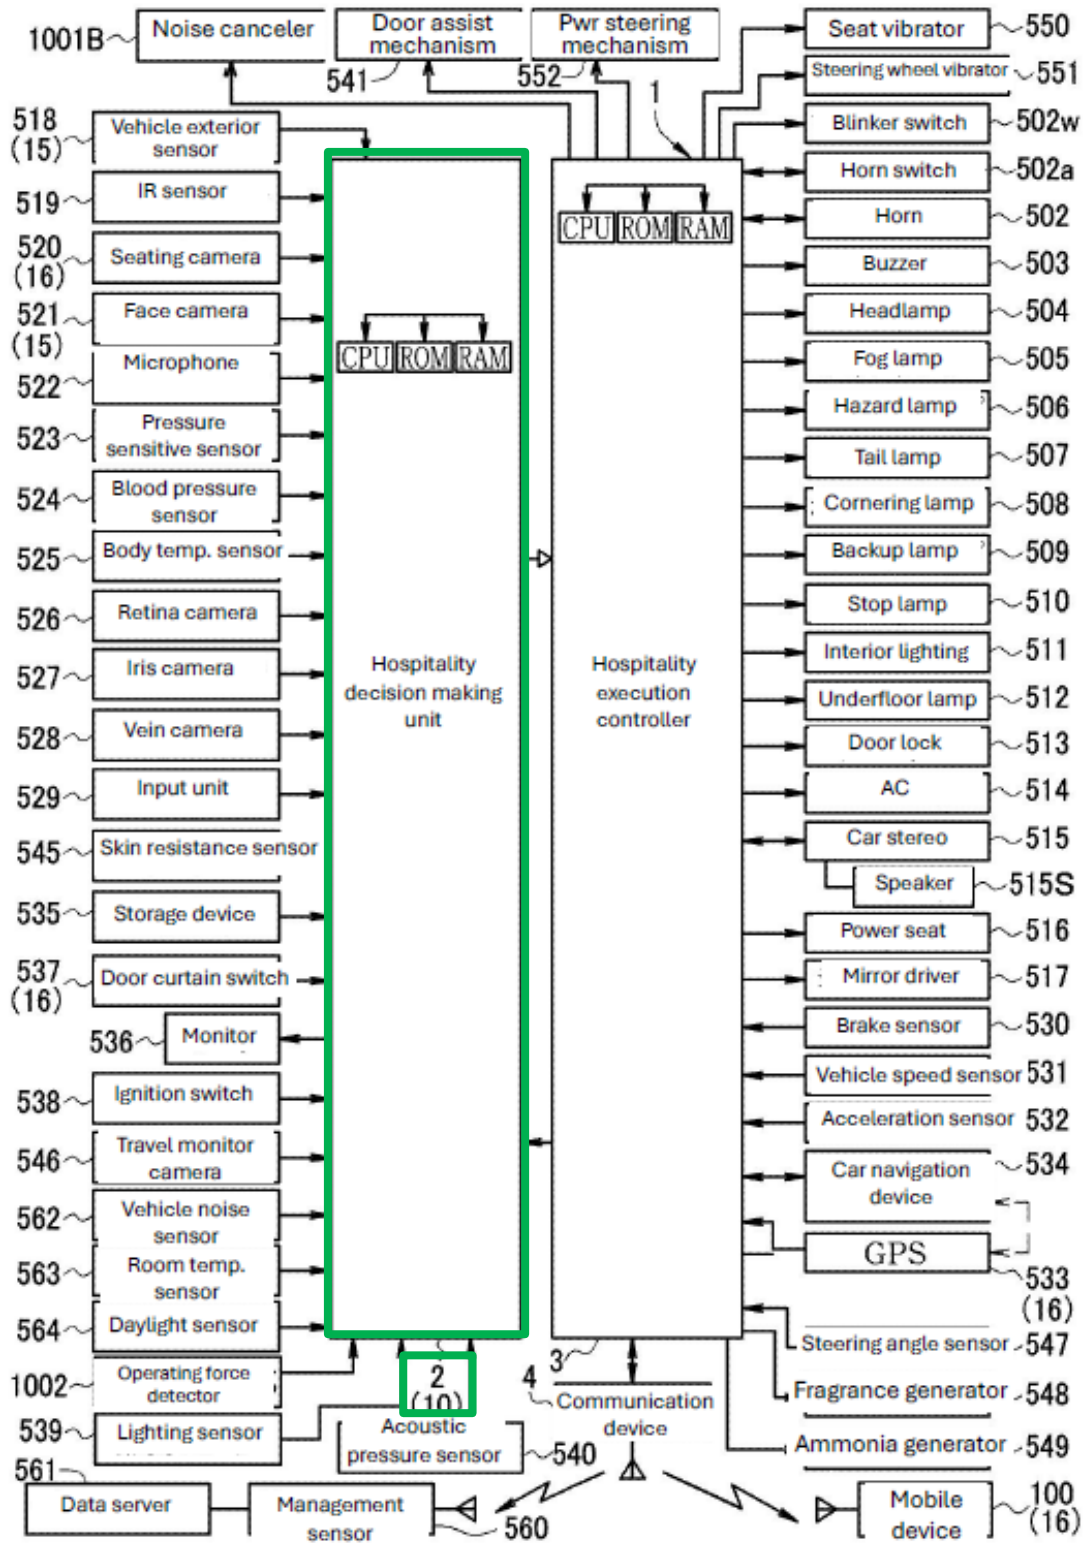 1001B
Noise canceler
Door assist
mechanism
541
Pwr steering
mechanism
552
1
Seat vibrator
550
Steering wheel vibrator
551
Blinker switch
502w
Horn switch
502a
Horn
502
Buzzer
503
Headlamp
504
Fog lamp
505
Hazard lamp
506
Tail lamp
507
Cornering lamp
508
Backup lamp
509
Stop lamp
510
Interior lighting
511
Underfloor lamp
512
Door lock
513
AC
514
Car stereo
515
Speaker
515S
Power seat
516
Mirror driver
517
Brake sensor
530
Vehicle speed sensor
531
Acceleration sensor
532
Car navigation
device
534
GPS
533
(16)
Steering angle sensor
547
Fragrance generator
548
Ammonia generator
549
518
(15)
Vehicle exterior
sensor
519
IR sensor
520
(16)
Seating camera
521
(15)
Face camera
522
Microphone
523
Pressure
sensitive sensor
524
Blood pressure
sensor
525
Body temp. sensor
526
Retina camera
527
Iris camera
528
Vein camera
529
Input unit
545
Skin resistance sensor
535
Storage device
537
(16)
Door curtain switch
536
Monitor
538
Ignition switch
546
Travel monitor
camera
562
Vehicle noise
sensor
563
Room temp.
sensor
564
Daylight sensor
1002
Operating force
detector
539
Lighting sensor
CPU ROM RAM
Hospitality
decision making
unit
2
(10)
CPU ROM RAM
Hospitality
execution
controller
3
Acoustic
pressure sensor
540
4
Communication
device
561
Data server
Management
sensor
560
Mobile
device
100
(16)